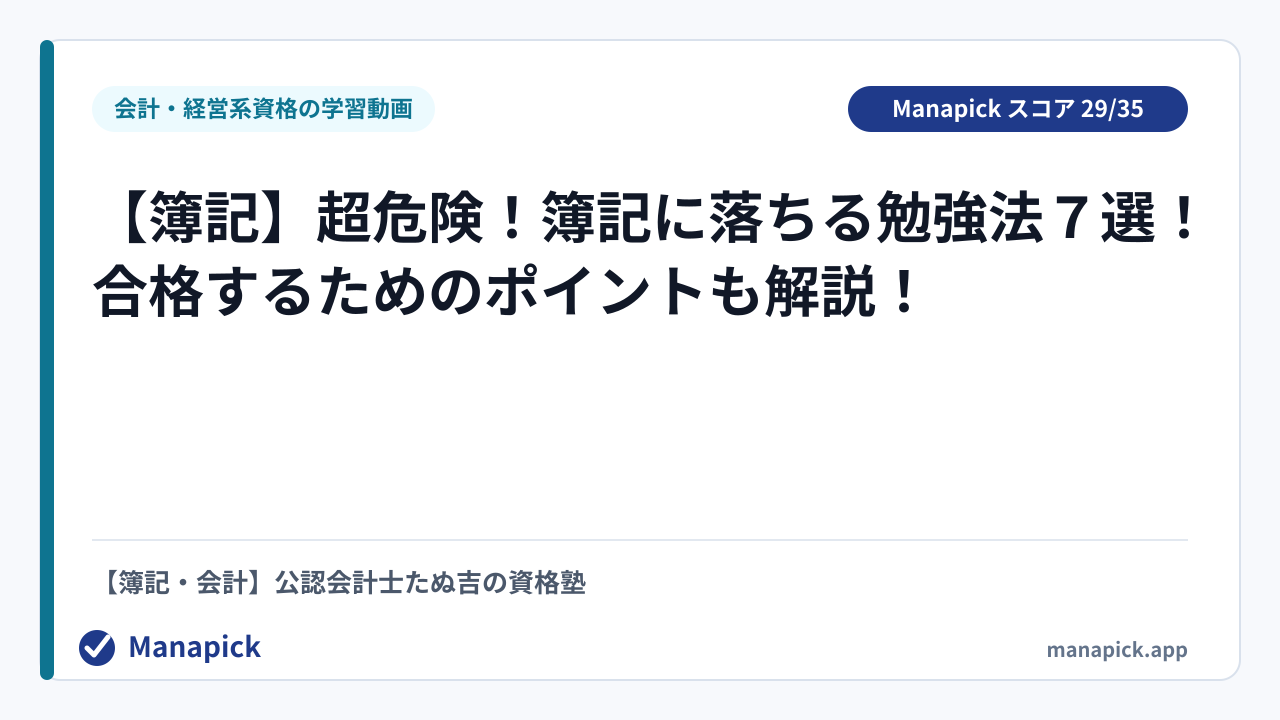 会計・経営系資格の学習動画
Manapick スコア 29/35
【簿記】超危険！簿記に落ちる勉強法７選！
合格するためのポイントも解説！
【簿記・会計】公認会計士たぬ吉の資格塾
Manapick
manapick.app